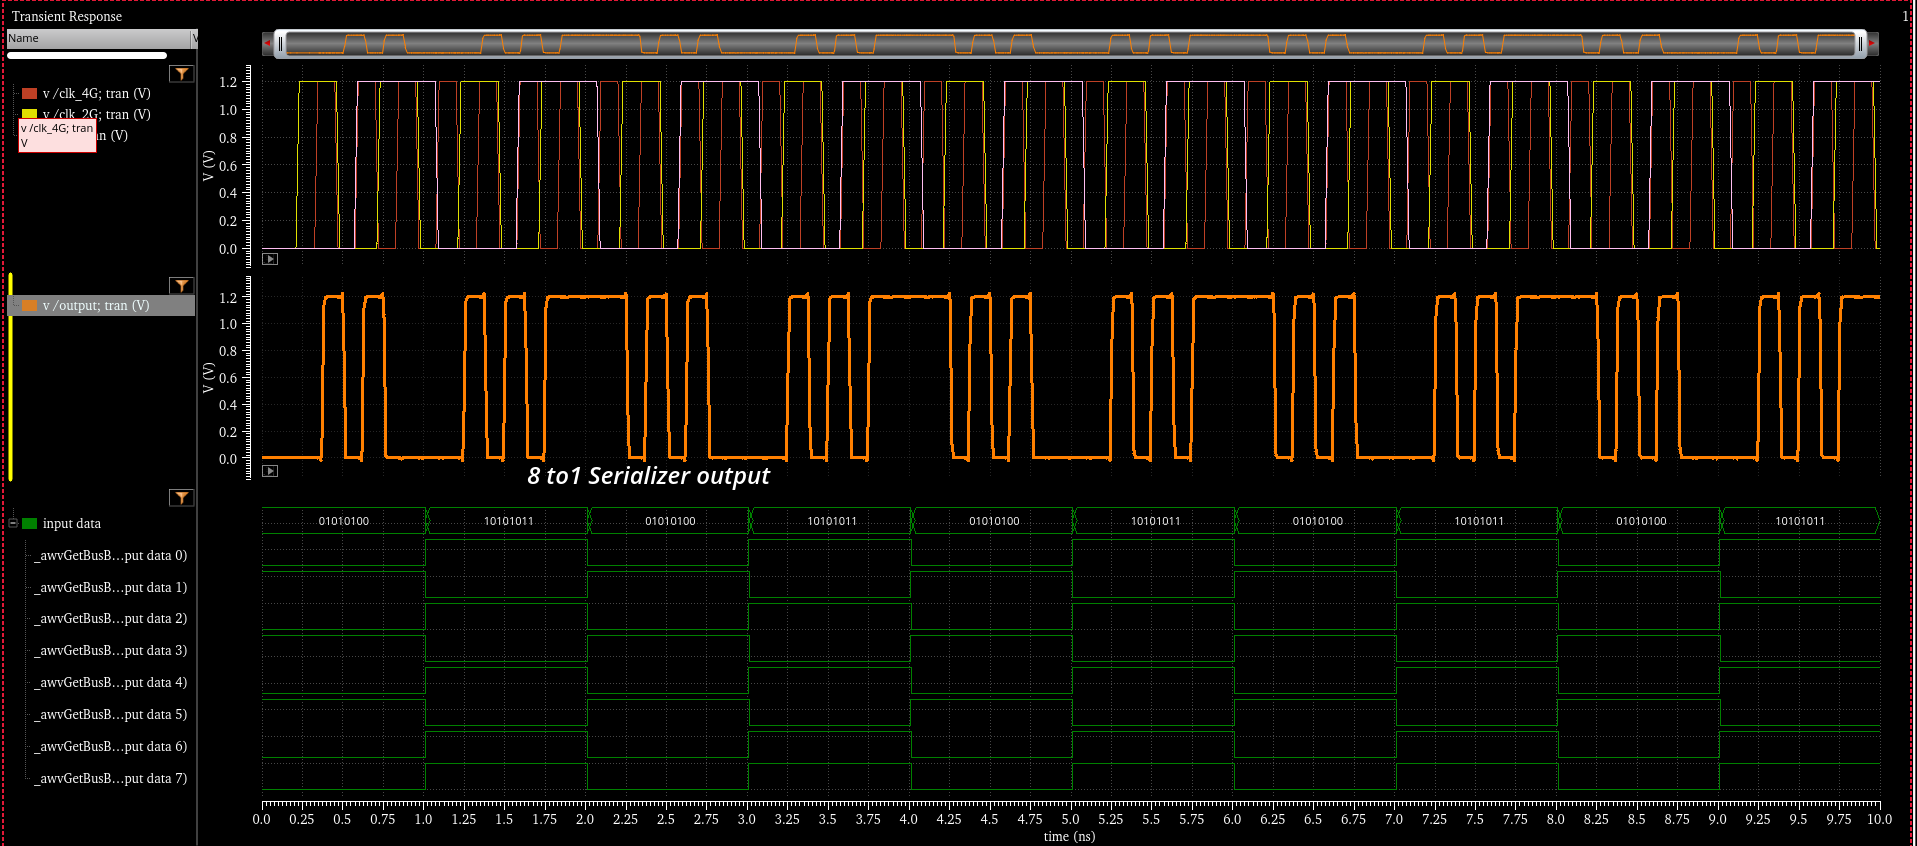 Transient Response
1
Name
V
v /clk_4G; tran (V)
v /clk_2G; tran (V)
v /clk_4G; tran
V
n (V)
1.2
1.0
0.8
0.6
0.4
0.2
0.0
V (V)
v /output; tran (V)
1.2
1.0
0.8
0.6
0.4
0.2
0.0
V (V)
8 to1 Serializer output
input data
01010100 10101011 01010100 10101011 01010100 10101011 01010100 10101011 01010100 10101011
_awvGetBusB...put data 0)
_awvGetBusB...put data 1)
_awvGetBusB...put data 2)
_awvGetBusB...put data 3)
_awvGetBusB...put data 4)
_awvGetBusB...put data 5)
_awvGetBusB...put data 6)
_awvGetBusB...put data 7)
0.0 0.25 0.5 0.75 1.0 1.25 1.5 1.75 2.0 2.25 2.5 2.75 3.0 3.25 3.5 3.75 4.0 4.25 4.5 4.75 5.0 5.25 5.5 5.75 6.0 6.25 6.5 6.75 7.0 7.25 7.5 7.75 8.0 8.25 8.5 8.75 9.0 9.25 9.5 9.75 10.0
time (ns)